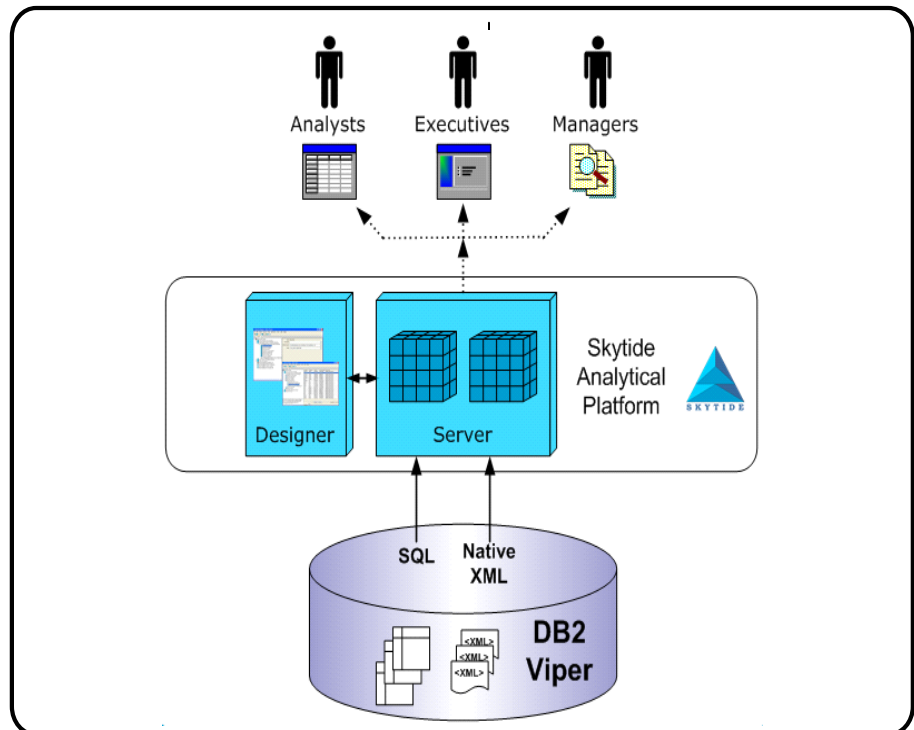 Analysts Executives Managers
Skytide
Analytical
Platform
SKYTIDE
Designer Server
SQL Native
XML
DB2
Viper
<XML>
<XML>
<XML>